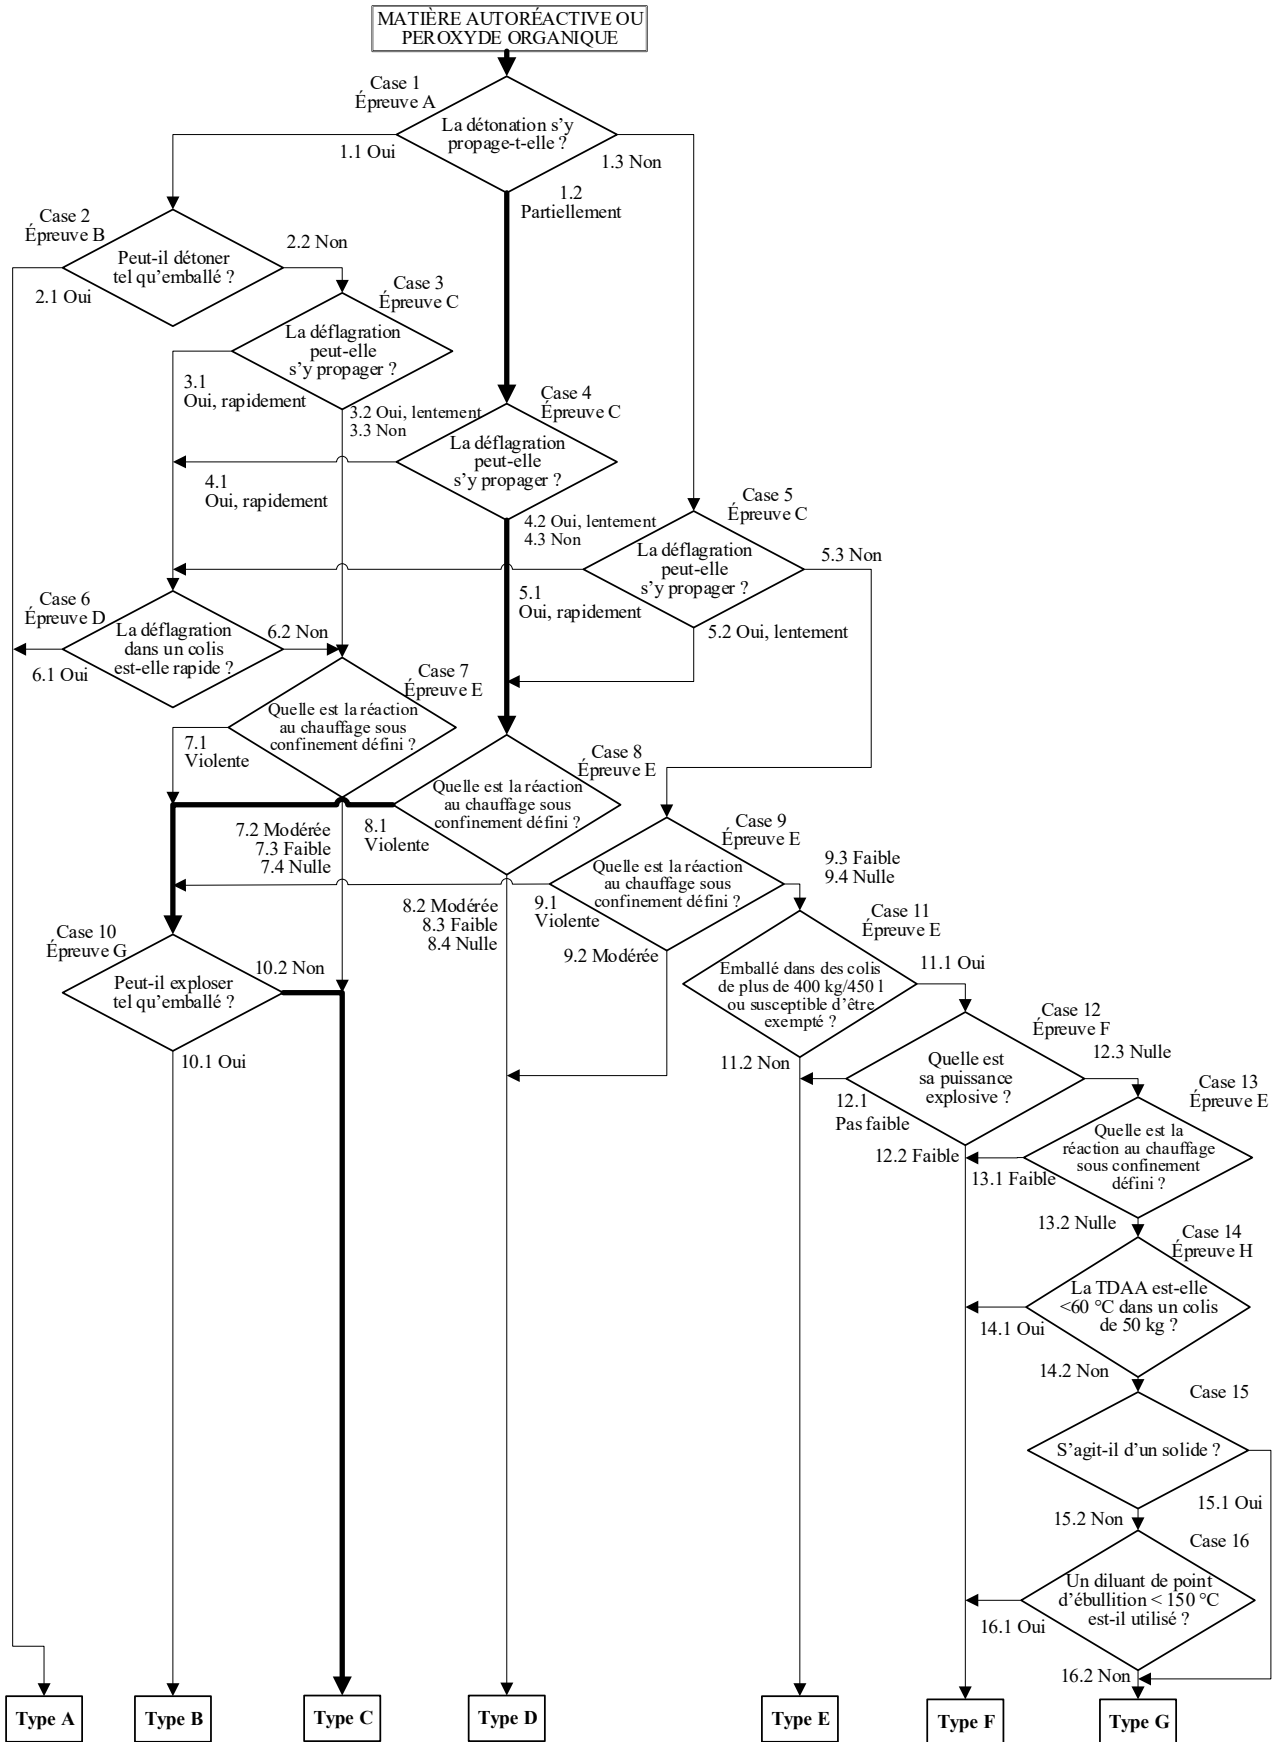 MATIÈRE AUTORÉACTIVE OU
PEROXYDE ORGANIQUE
Case 1
Épreuve A
La détonation s’y
propage-t-elle ?
1.1 Oui
1.3 Non
1.2
Partiellement
Case 2
Épreuve B
Peut-il détoner
tel qu’emballé ?
2.2 Non
2.1 Oui
Case 3
Épreuve C
La déflagration
peut-elle
s’y propager ?
3.1
Oui, rapidement
3.2 Oui, lentement
3.3 Non
Case 4
Épreuve C
La déflagration
peut-elle
s’y propager ?
4.1
Oui, rapidement
4.2 Oui, lentement
4.3 Non
Case 5
Épreuve C
La déflagration
peut-elle
s’y propager ?
5.3 Non
5.1
Oui, rapidement
5.2 Oui, lentement
Case 6
Épreuve D
La déflagration
dans un colis
est-elle rapide ?
6.2 Non
6.1 Oui
Case 7
Épreuve E
Quelle est la réaction
au chauffage sous
confinement défini ?
7.1
Violente
7.2 Modérée
7.3 Faible
7.4 Nulle
Case 8
Épreuve E
Quelle est la réaction
au chauffage sous
confinement défini ?
8.1
Violente
8.2 Modérée
8.3 Faible
8.4 Nulle
Case 9
Épreuve E
Quelle est la réaction
au chauffage sous
confinement défini ?
9.3 Faible
9.4 Nulle
9.1
Violente
9.2 Modérée
Case 10
Épreuve G
Peut-il exploser
tel qu’emballé ?
10.2 Non
10.1 Oui
Case 11
Épreuve E
Emballé dans des colis
de plus de 400 kg/450 l
ou susceptible d’être
exempté ?
11.1 Oui
11.2 Non
Case 12
Épreuve F
Quelle est
sa puissance
explosive ?
12.3 Nulle
12.1
Pas faible
12.2 Faible
Case 13
Épreuve E
Quelle est la
réaction au chauffage
sous confinement
défini ?
13.1 Faible
13.2 Nulle
Case 14
Épreuve H
La TDAA est-elle
<60 °C dans un colis
de 50 kg ?
14.1 Oui
14.2 Non
Case 15
S’agit-il d’un solide ?
15.1 Oui
15.2 Non
Case 16
Un diluant de point
d’ébullition < 150 °C
est-il utilisé ?
16.1 Oui
16.2 Non
Type A
Type B
Type C
Type D
Type E
Type F
Type G